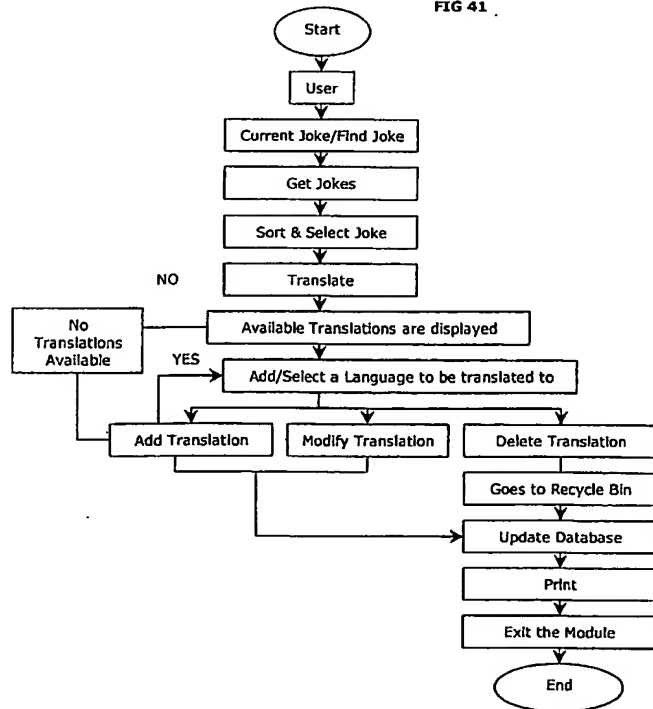 FIG 41
Start
User
Current Joke/Find Joke
Get Jokes
Sort & Select Joke
NO
Translate
No
Translations
Available
Available Translations are displayed
YES
Add/Select a Language to be translated to
Add Translation
Modify Translation
Delete Translation
Goes to Recycle Bin
Update Database
Print
Exit the Module
End